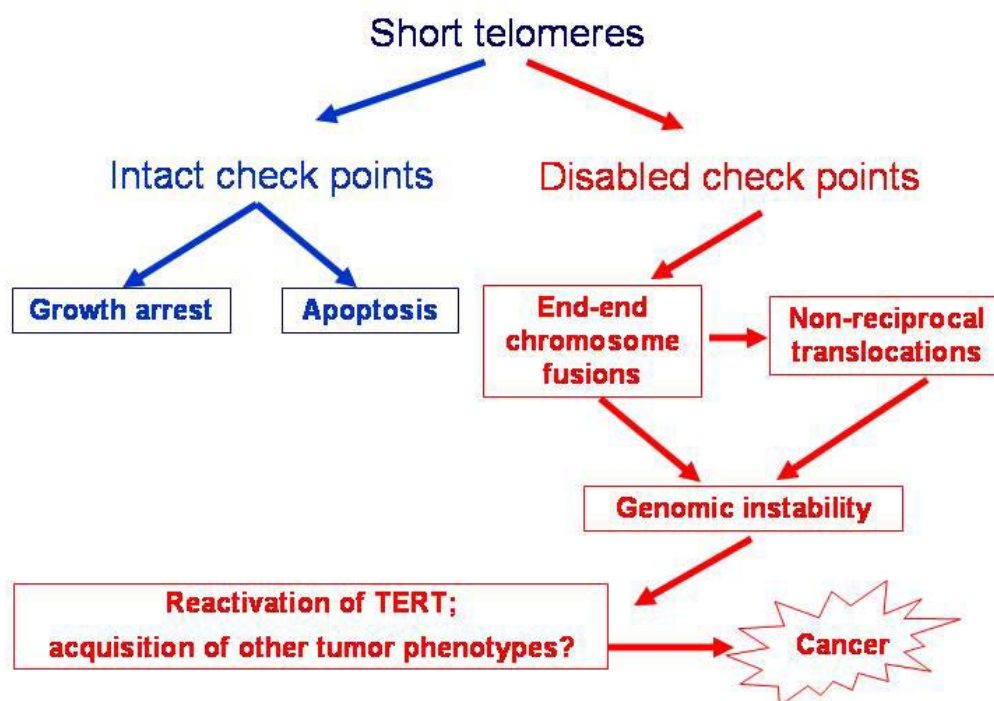 Short telomeres
Intact check points
Disabled check points
Growth arrest
Apoptosis
End-end
chromosome
fusions
Non-reciprocal
translocations
Genomic instability
Reactivation of TERT;
acquisition of other tumor phenotypes?
Cancer